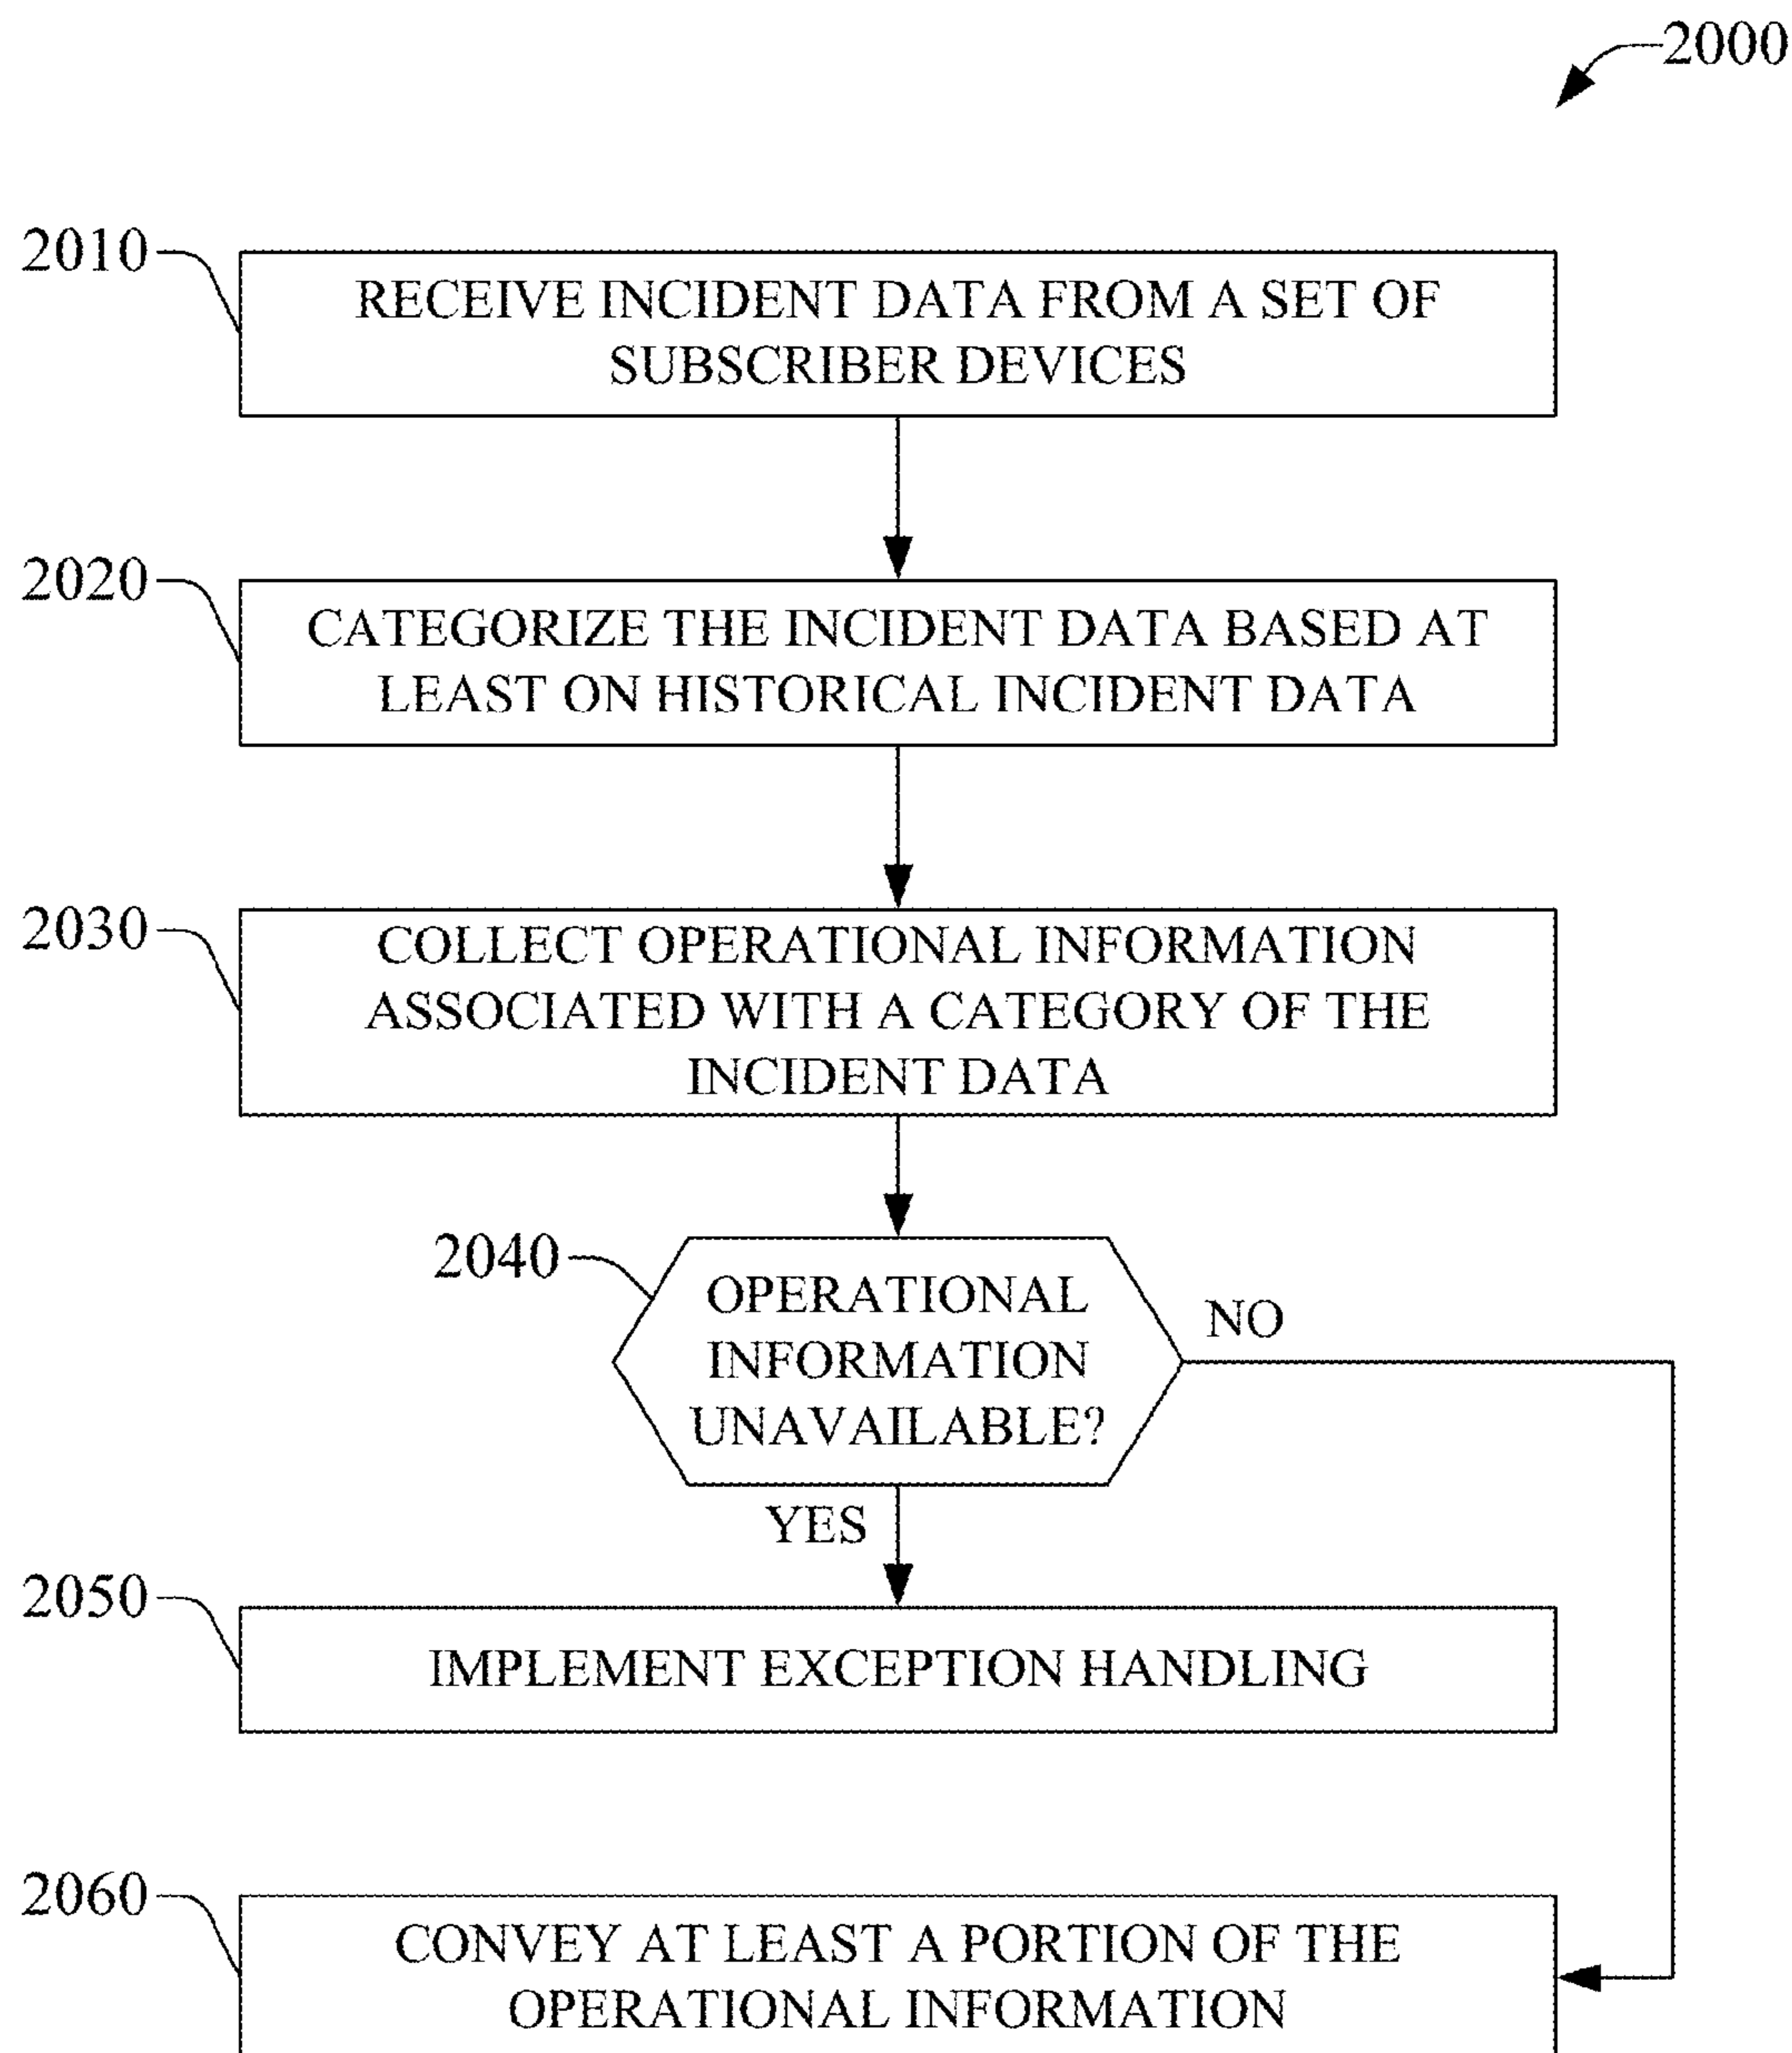 2000
2010
RECEIVE INCIDENT DATA FROM A SET OF
SUBSCRIBER DEVICES
2020
CATEGORIZE THE INCIDENT DATA BASED AT
LEAST ON HISTORICAL INCIDENT DATA
2030
COLLECT OPERATIONAL INFORMATION
ASSOCIATED WITH A CATEGORY OF THE
INCIDENT DATA
2040
OPERATIONAL
INFORMATION
UNAVAILABLE?
NO
YES
2050
IMPLEMENT EXCEPTION HANDLING
2060
CONVEY AT LEAST A PORTION OF THE
OPERATIONAL INFORMATION